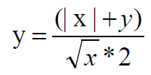 y = (|x|+y) / √x*2